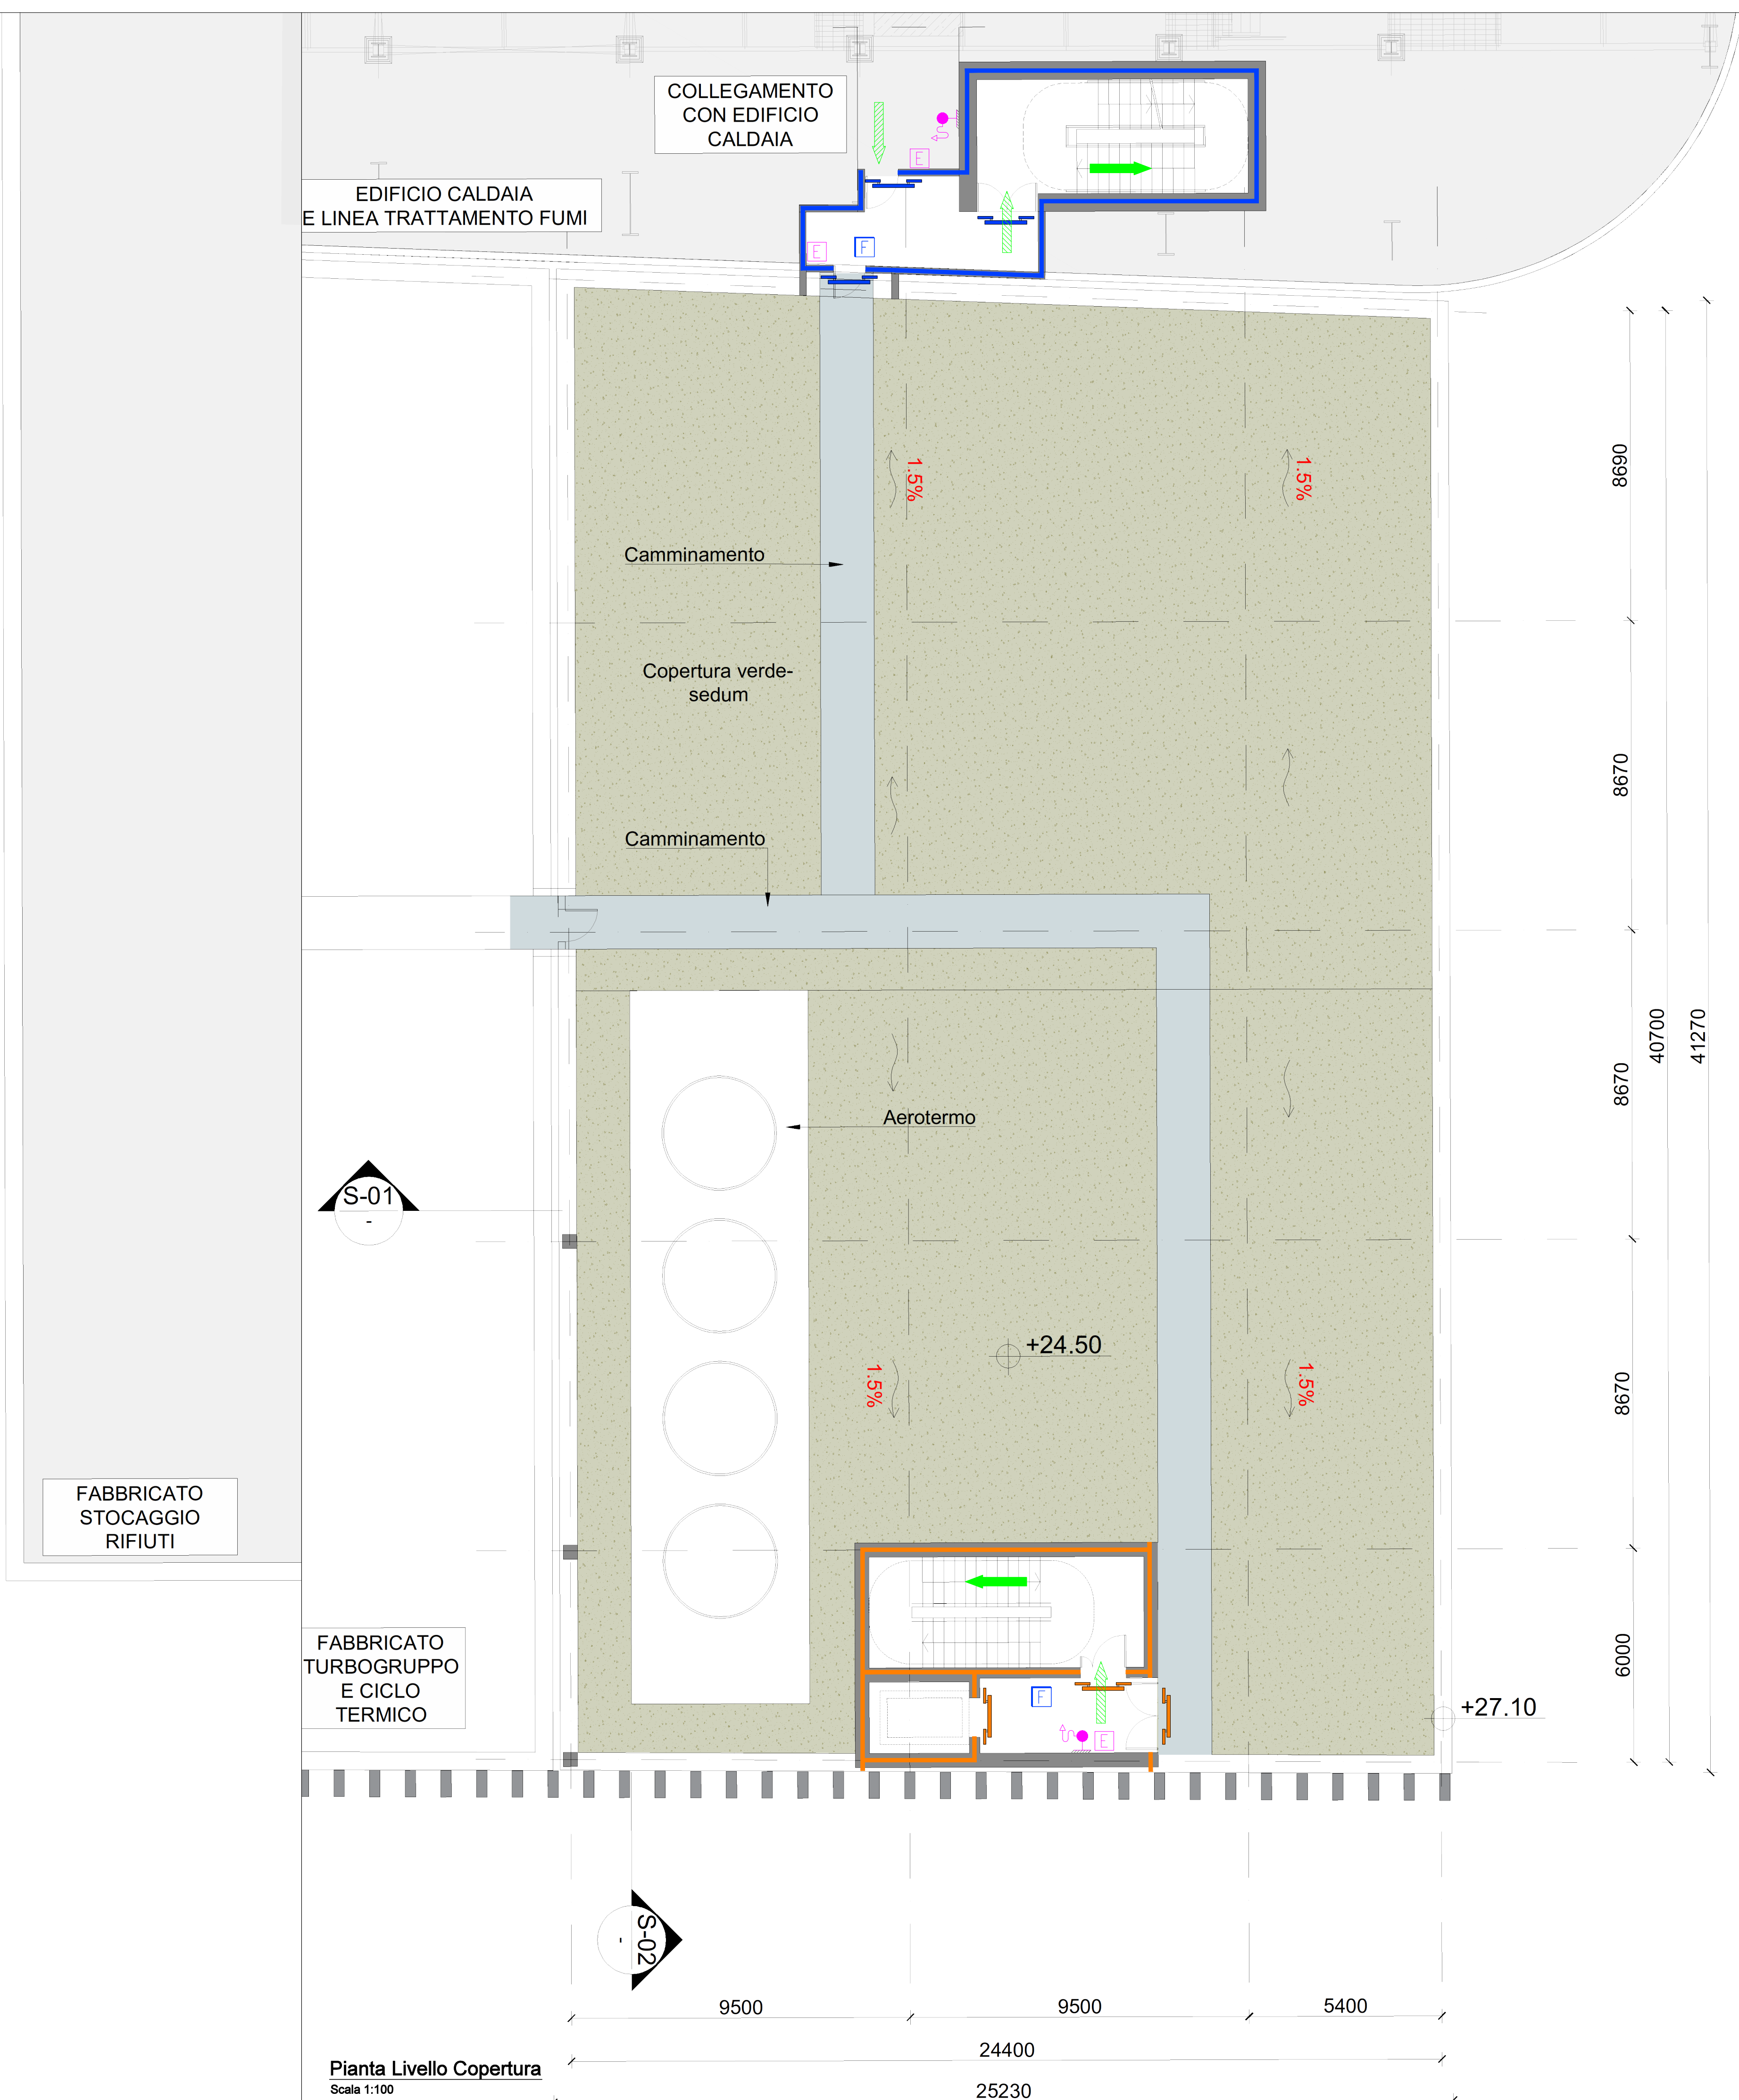 COLLEGAMENTO
CON EDIFICIO
CALDAIA
E
EDIFICIO CALDAIA
E LINEA TRATTAMENTO FUMI
E
F
1.5%
1.5%
8690
Camminamento
Copertura verde-
sedum
8670
Camminamento
40700
41270
8670
Aerotermo
S-01
-
+24.50
1.5%
1.5%
8670
FABBRICATO
STOCAGGIO
RIFIUTI
FABBRICATO
TURBOGRUPPO
E CICLO
TERMICO
6000
F
E
+27.10
S-02
-
9500
9500
5400
24400
Pianta Livello Copertura
Scala 1:100
25230